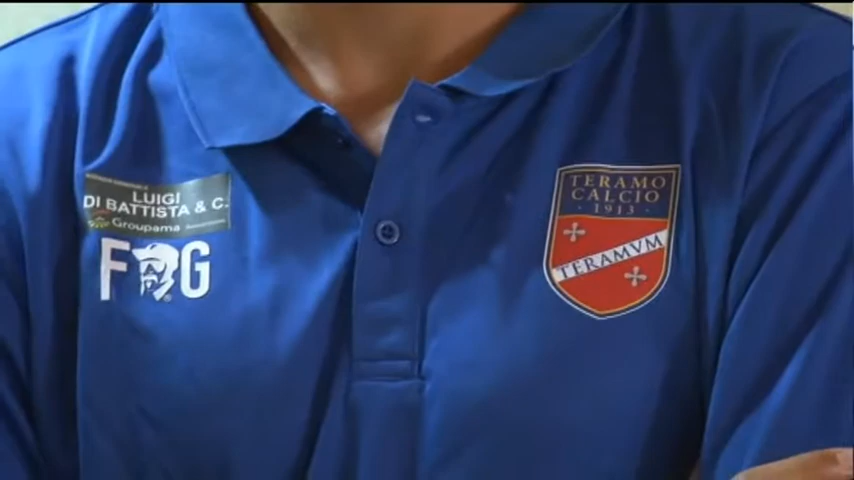 LUIGI
DI BATTISTA & C.
Groupama
FG
TERAMO
CALCIO
· 1913 ·
TERAMVM